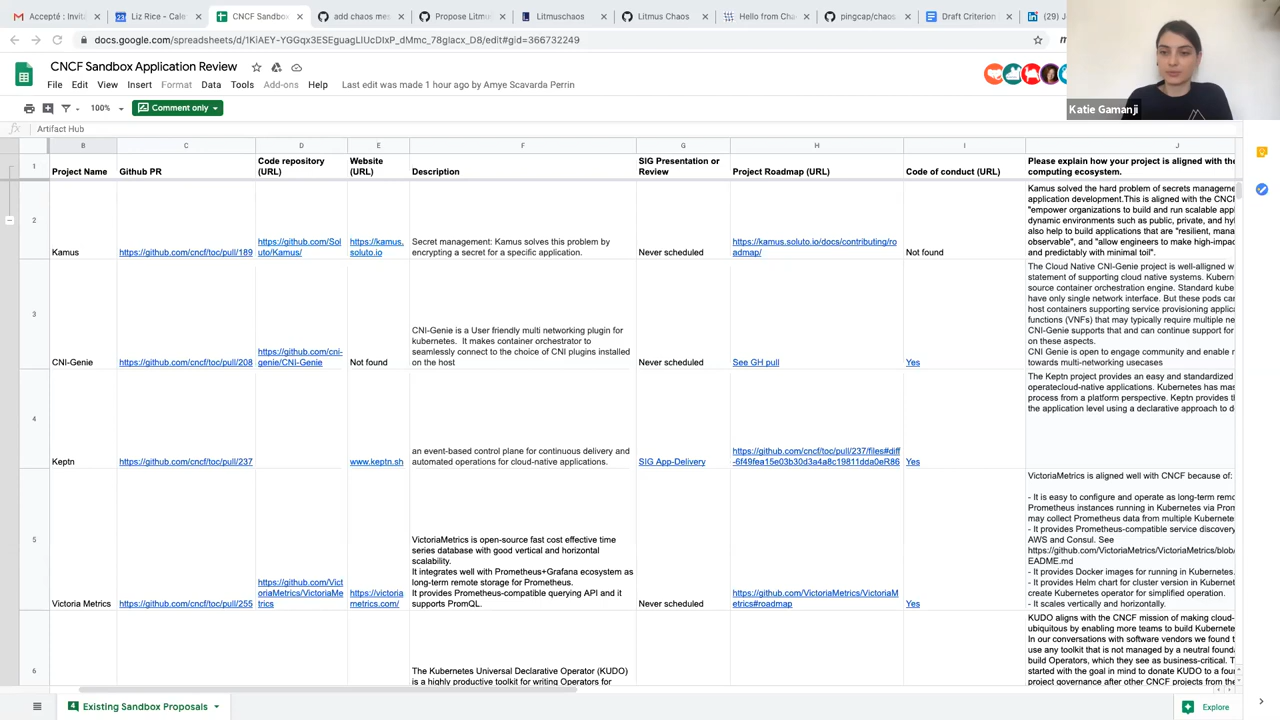 Accepté : Invita
Liz Rice - Cale
CNCF Sandbox
add chaos me
Propose Litmu
Litmuschaos
Litmus Chaos
Hello from Cha
pingcap/chaos
Draft Criterion
(29) J
docs.google.com/spreadsheets/d/1KiAEY-YGGqx3ESEguagLIUcDIxP_dMmc_78glacx_D8/edit#gid=366732249
CNCF Sandbox Application Review
File Edit View Insert Format Data Tools Add-ons Help Last edit was made 1 hour ago by Amye Scavarda Perrin
100% Comment only
Katie Gamanji
fx Artifact Hub
B C D E F G H I J
1
Project Name
Github PR
Code repository
(URL)
Website
(URL)
Description
SIG Presentation or
Review
Project Roadmap (URL)
Code of conduct (URL)
Please explain how your project is aligned with the
computing ecosystem.
2
Kamus
https://github.com/cncf/toc/pull/189
https://github.com/Sol
uto/Kamus/
https://kamus.
soluto.io
Secret management: Kamus solves this problem by
encrypting a secret for a specific application.
Never scheduled
https://kamus.soluto.io/docs/contributing/ro
admap/
Not found
Kamus solved the hard problem of secrets manageme
application development.This is aligned with the CNCF
"empower organizations to build and run scalable appl
dynamic environments such as public, private, and hyl
also help to build applications that are "resilient, mana
observable", and "allow engineers to make high-impac
and predictably with minimal toil".
3
CNI-Genie
https://github.com/cncf/toc/pull/208
https://github.com/cni-
genie/CNI-Genie
Not found
CNI-Genie is a User friendly multi networking plugin for
kubernetes. It makes container orchestrator to
seamlessly connect to the choice of CNI plugins installed
on the host
Never scheduled
See GH pull
Yes
The Cloud Native CNI-Genie project is well-alligned w
statement of supporting cloud native systems. Kubern
source container orchestration engine. Standard kube
have only single network interface. But these pods can
host containers supporting service provisioning applic
functions (VNFs) that may typically require multiple ne
CNI-Genie supports that and can continue support for
on these aspects.
CNI Genie is open to engage community and enable n
towards multi-networking usecases
4
Keptn
https://github.com/cncf/toc/pull/237
www.keptn.sh
an event-based control plane for continuous delivery and
automated operations for cloud-native applications.
SIG App-Delivery
https://github.com/cncf/toc/pull/237/files#diff
-6f49fea15e03b30d3a4a8c19811dda0eR86
Yes
The Keptn project provides an easy and standardized
operatecloud-native applications. Kubernetes has mas
process from a platform perspective. Keptn provides th
the application level using a declarative approach to d
5
Victoria Metrics
https://github.com/cncf/toc/pull/255
https://github.com/Vict
oriaMetrics/VictoriaMe
trics
https://victoria
metrics.com/
VictoriaMetrics is open-source fast cost effective time
series database with good vertical and horizontal
scalability.
It integrates well with Prometheus+Grafana ecosystem as
long-term remote storage for Prometheus.
It provides Prometheus-compatible querying API and it
supports PromQL.
Never scheduled
https://github.com/VictoriaMetrics/VictoriaM
etrics#roadmap
Yes
VictoriaMetrics is aligned well with CNCF because of:
- It is easy to configure and operate as long-term remo
Prometheus instances running in Kubernetes via Prom
may collect Prometheus data from multiple Kubernetes
- It provides Prometheus-compatible service discovery
AWS and Consul. See
https://github.com/VictoriaMetrics/VictoriaMetrics/blob/
EADME.md
- It provides Docker images for running in Kubernetes.
- It provides Helm chart for cluster version in Kubernet
create Kubernetes operator for simplified operation.
- It scales vertically and horizontally.
6
The Kubernetes Universal Declarative Operator (KUDO)
is a highly productive toolkit for writing Operators for
KUDO aligns with the CNCF mission of making cloud-
ubiquitous by enabling more teams to build Kubernete
In our conversations with software vendors we found t
use any toolkit that is not managed by a neutral founda
build Operators, which they see as business-critical. T
started with the goal in mind to donate KUDO to a four
project governance after other CNCF projects from the
4 Existing Sandbox Proposals
Explore